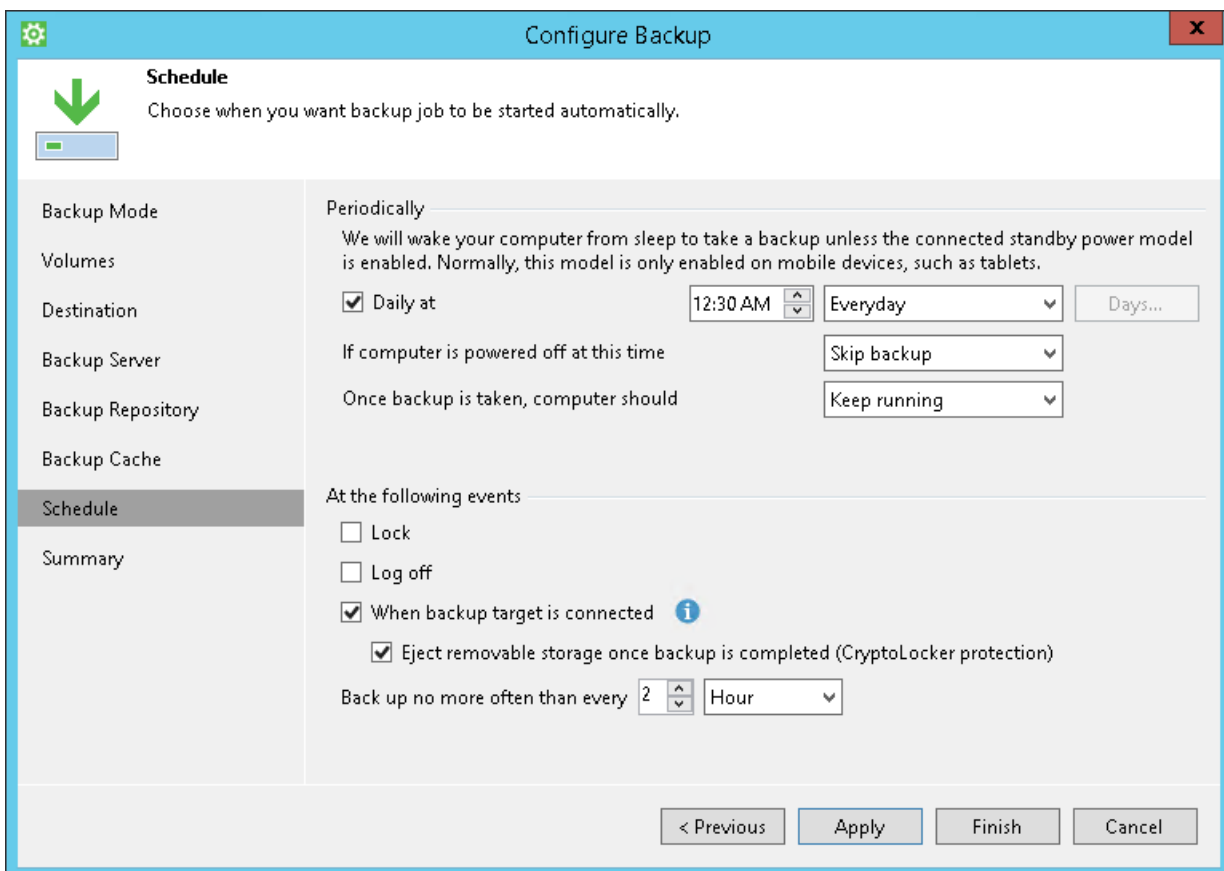 Configure Backup
x
Schedule
Choose when you want backup job to be started automatically.
Backup Mode
Volumes
Destination
Backup Server
Backup Repository
Backup Cache
Schedule
Summary
Periodically
We will wake your computer from sleep to take a backup unless the connected standby power model
is enabled. Normally, this model is only enabled on mobile devices, such as tablets.
Daily at 12:30 AM Everyday Days...
If computer is powered off at this time Skip backup
Once backup is taken, computer should Keep running
At the following events
Lock
Log off
When backup target is connected i
Eject removable storage once backup is completed (CryptoLocker protection)
Back up no more often than every 2 Hour
< Previous Apply Finish Cancel